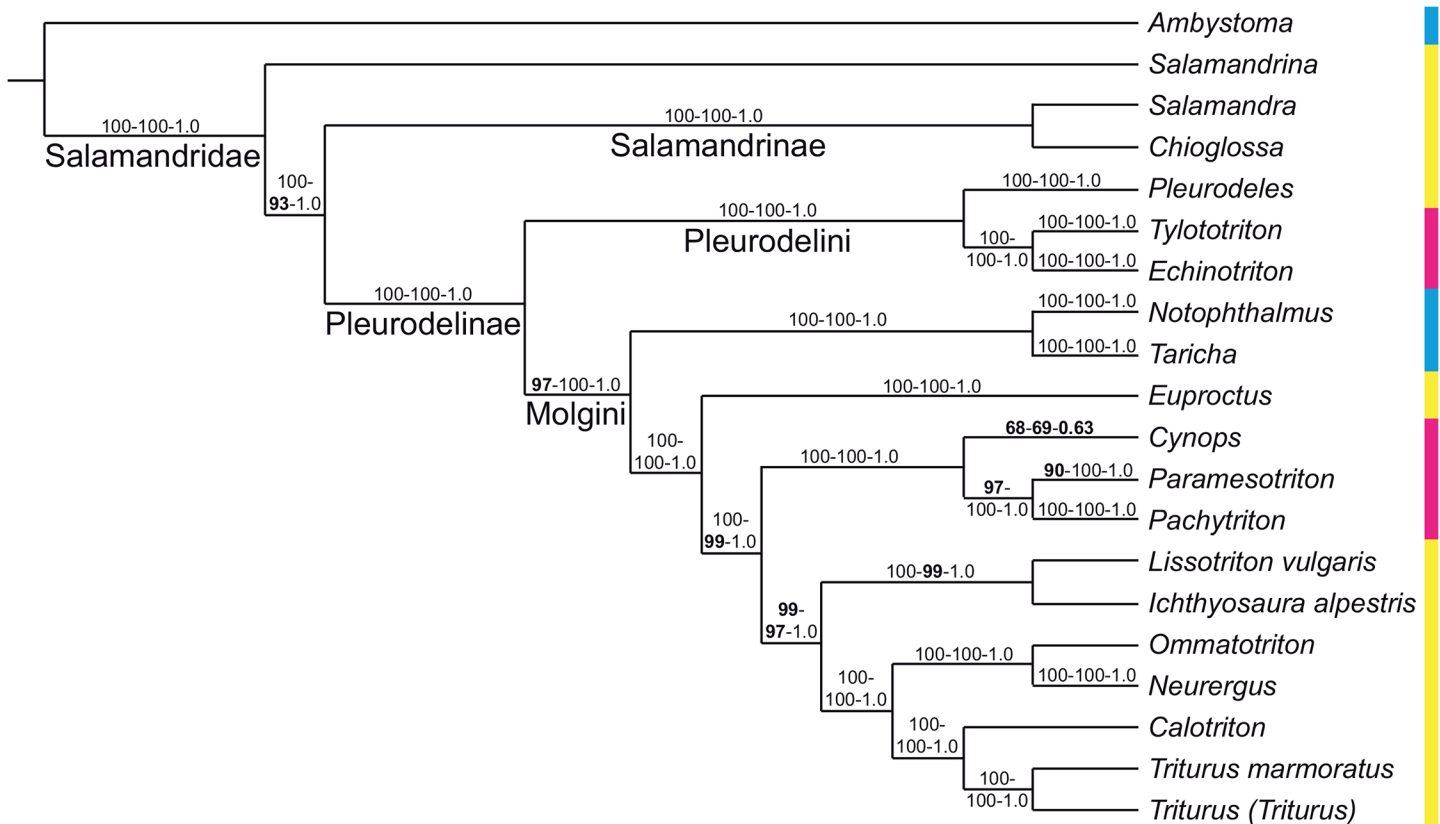 Ambystoma
Salamandrina
100-100-1.0
Salamandridae
100-100-1.0
Salamandrinae
Salamandra
Chioglossa
100-
93-1.0
100-100-1.0
Pleurodeles
100-100-1.0
Pleurodelini
100-
100-1.0
100-100-1.0
Tylototriton
100-100-1.0
Echinotriton
100-100-1.0
Pleurodelinae
100-100-1.0
100-100-1.0
Notophthalmus
100-100-1.0
Taricha
97-100-1.0
Molgini
100-100-1.0
Euproctus
100-
100-1.0
68-69-0.63
Cynops
100-100-1.0
97-
100-1.0
90-100-1.0
Paramesotriton
100-100-1.0
Pachytriton
100-
99-1.0
100-99-1.0
Lissotriton vulgaris
Ichthyosaura alpestris
99-
97-1.0
100-100-1.0
Ommatotriton
100-100-1.0
Neurergus
100-
100-1.0
Calotriton
100-
100-1.0
Triturus marmoratus
100-
100-1.0
Triturus (Triturus)